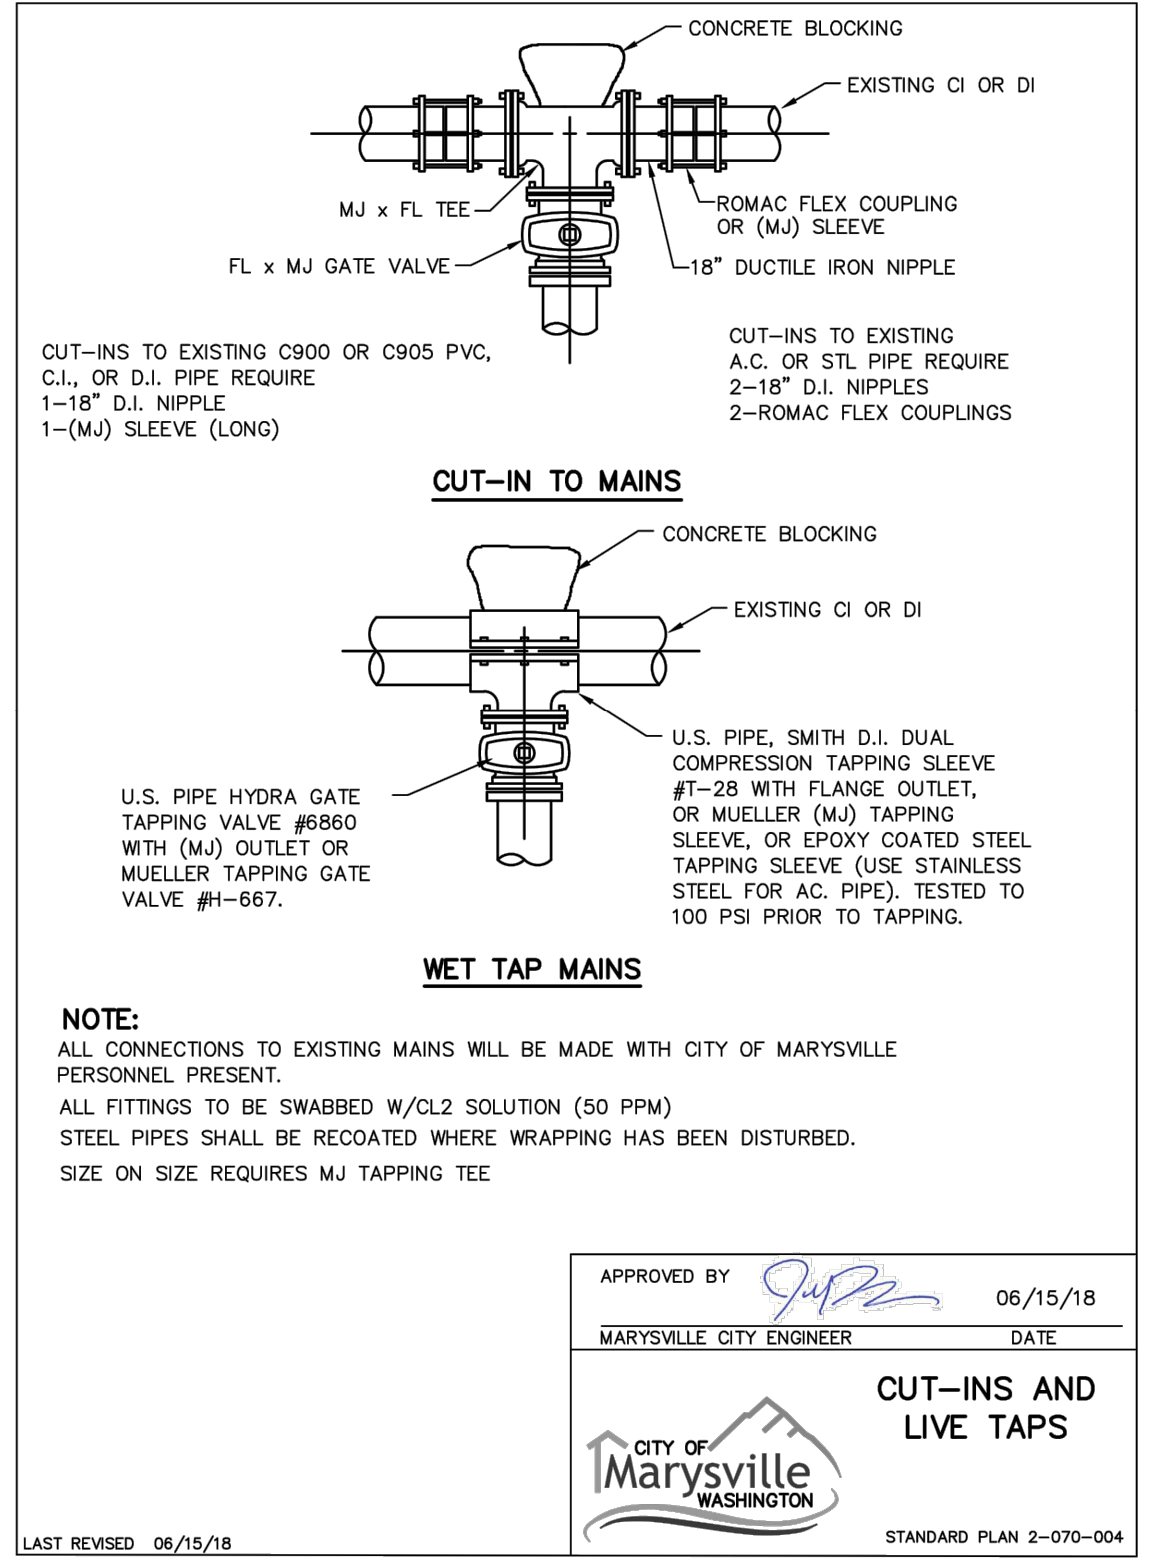 CONCRETE BLOCKING
EXISTING CI OR DI
MJ x FL TEE
ROMAC FLEX COUPLING
OR (MJ) SLEEVE
FL x MJ GATE VALVE
18" DUCTILE IRON NIPPLE
CUT-INS TO EXISTING C900 OR C905 PVC,
C.I., OR D.I. PIPE REQUIRE
1-18" D.I. NIPPLE
1-(MJ) SLEEVE (LONG)
CUT-INS TO EXISTING
A.C. OR STL PIPE REQUIRE
2-18" D.I. NIPPLES
2-ROMAC FLEX COUPLINGS
CUT-IN TO MAINS
CONCRETE BLOCKING
EXISTING CI OR DI
U.S. PIPE HYDRA GATE
TAPPING VALVE #6860
WITH (MJ) OUTLET OR
MUELLER TAPPING GATE
VALVE #H-667.
U.S. PIPE, SMITH D.I. DUAL
COMPRESSION TAPPING SLEEVE
#T-28 WITH FLANGE OUTLET,
OR MUELLER (MJ) TAPPING
SLEEVE, OR EPOXY COATED STEEL
TAPPING SLEEVE (USE STAINLESS
STEEL FOR AC. PIPE). TESTED TO
100 PSI PRIOR TO TAPPING.
WET TAP MAINS
NOTE:
ALL CONNECTIONS TO EXISTING MAINS WILL BE MADE WITH CITY OF MARYSVILLE
PERSONNEL PRESENT.
ALL FITTINGS TO BE SWABBED W/CL2 SOLUTION (50 PPM)
STEEL PIPES SHALL BE RECOATED WHERE WRAPPING HAS BEEN DISTURBED.
SIZE ON SIZE REQUIRES MJ TAPPING TEE
APPROVED BY
06/15/18
MARYSVILLE CITY ENGINEER
DATE
CUT-INS AND
LIVE TAPS
CITY OF
Marysville
WASHINGTON
STANDARD PLAN 2-070-004
LAST REVISED 06/15/18